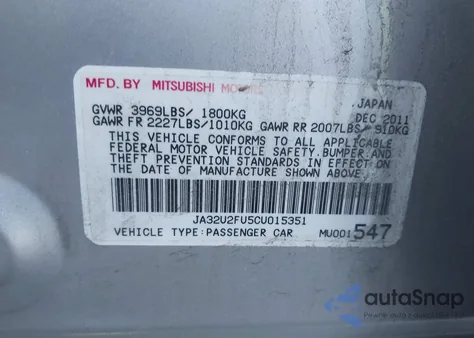 MFD. BY MITSUBISHI MOTORS
JAPAN
GVWR 3969LBS/ 1800KG DEC 2011
GAWR FR 2227LBS/1010KG GAWR RR 2007LBS/ 910KG
THIS VEHICLE CONFORMS TO ALL APPLICABLE
FEDERAL MOTOR VEHICLE SAFETY,BUMPER,AND
THEFT PREVENTION STANDARDS IN EFFECT ON
THE DATE OF MANUFACTURE SHOWN ABOVE.
JA32U2FU5CU015351
VEHICLE TYPE:PASSENGER CAR MU001547
autoSnap